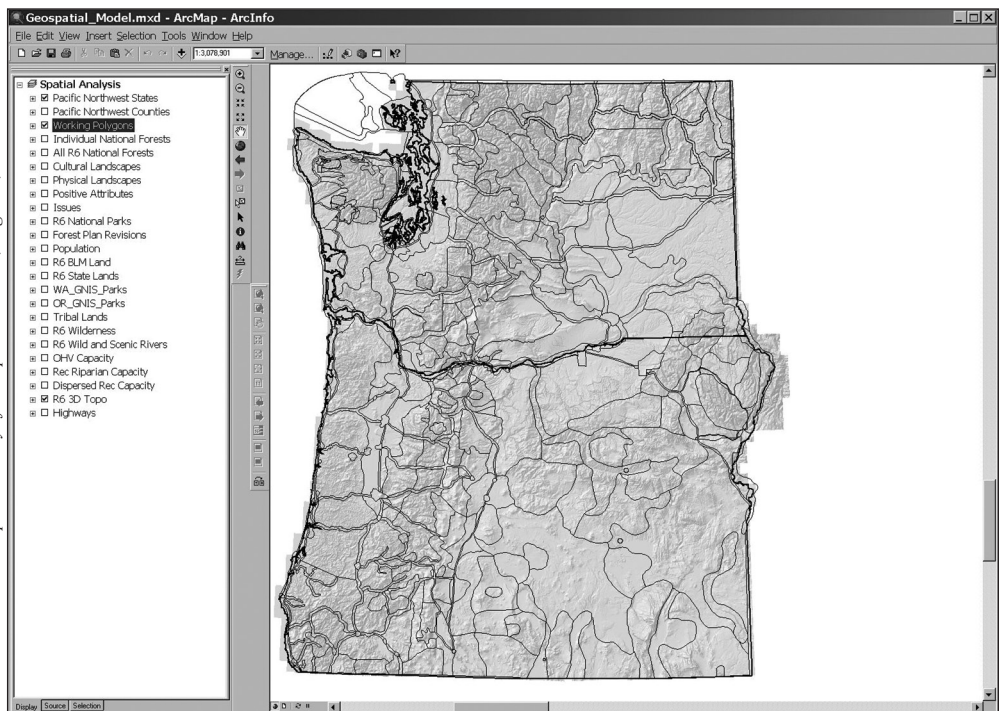 Geospatial_Model.mxd - ArcMap - ArcInfo
File Edit View Insert Selection Tools Window Help
1:3,078,901 Manage...
Spatial Analysis
Pacific Northwest States
Pacific Northwest Counties
Working Polygons
Individual National Forests
All R6 National Forests
Cultural Landscapes
Physical Landscapes
Positive Attributes
Issues
R6 National Parks
Forest Plan Revisions
Population
R6 BLM Land
R6 State Lands
WA_GNIS_Parks
OR_GNIS_Parks
Tribal Lands
R6 Wilderness
R6 Wild and Scenic Rivers
OHV Capacity
Rec Riparian Capacity
Dispersed Rec Capacity
R6 3D Topo
Highways
Display Source Selection